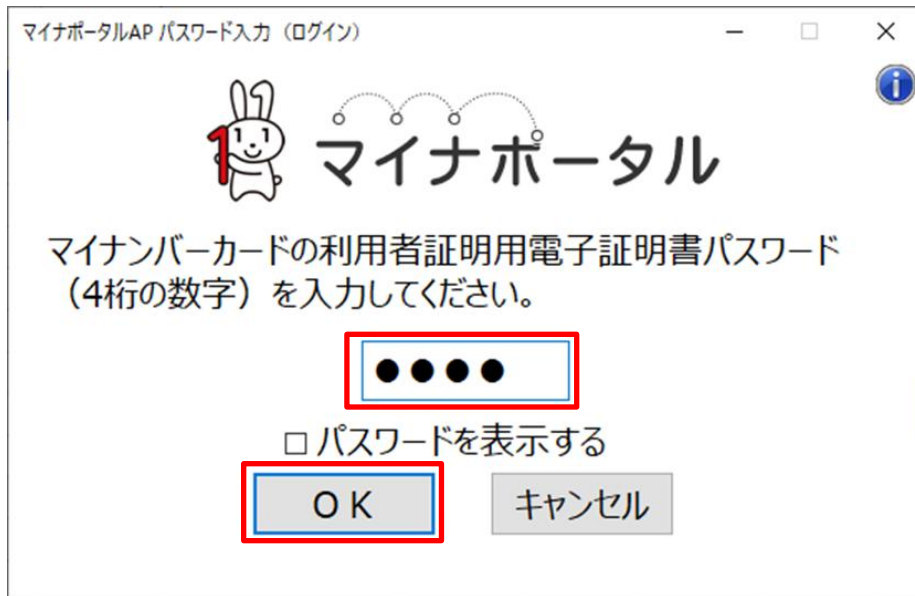 マイナポータルAP パスワード入力（ログイン）
マイナポータル
マイナンバーカードの利用者証明用電子証明書パスワード
（4桁の数字）を入力してください。
●●●●
□ パスワードを表示する
ＯＫ キャンセル